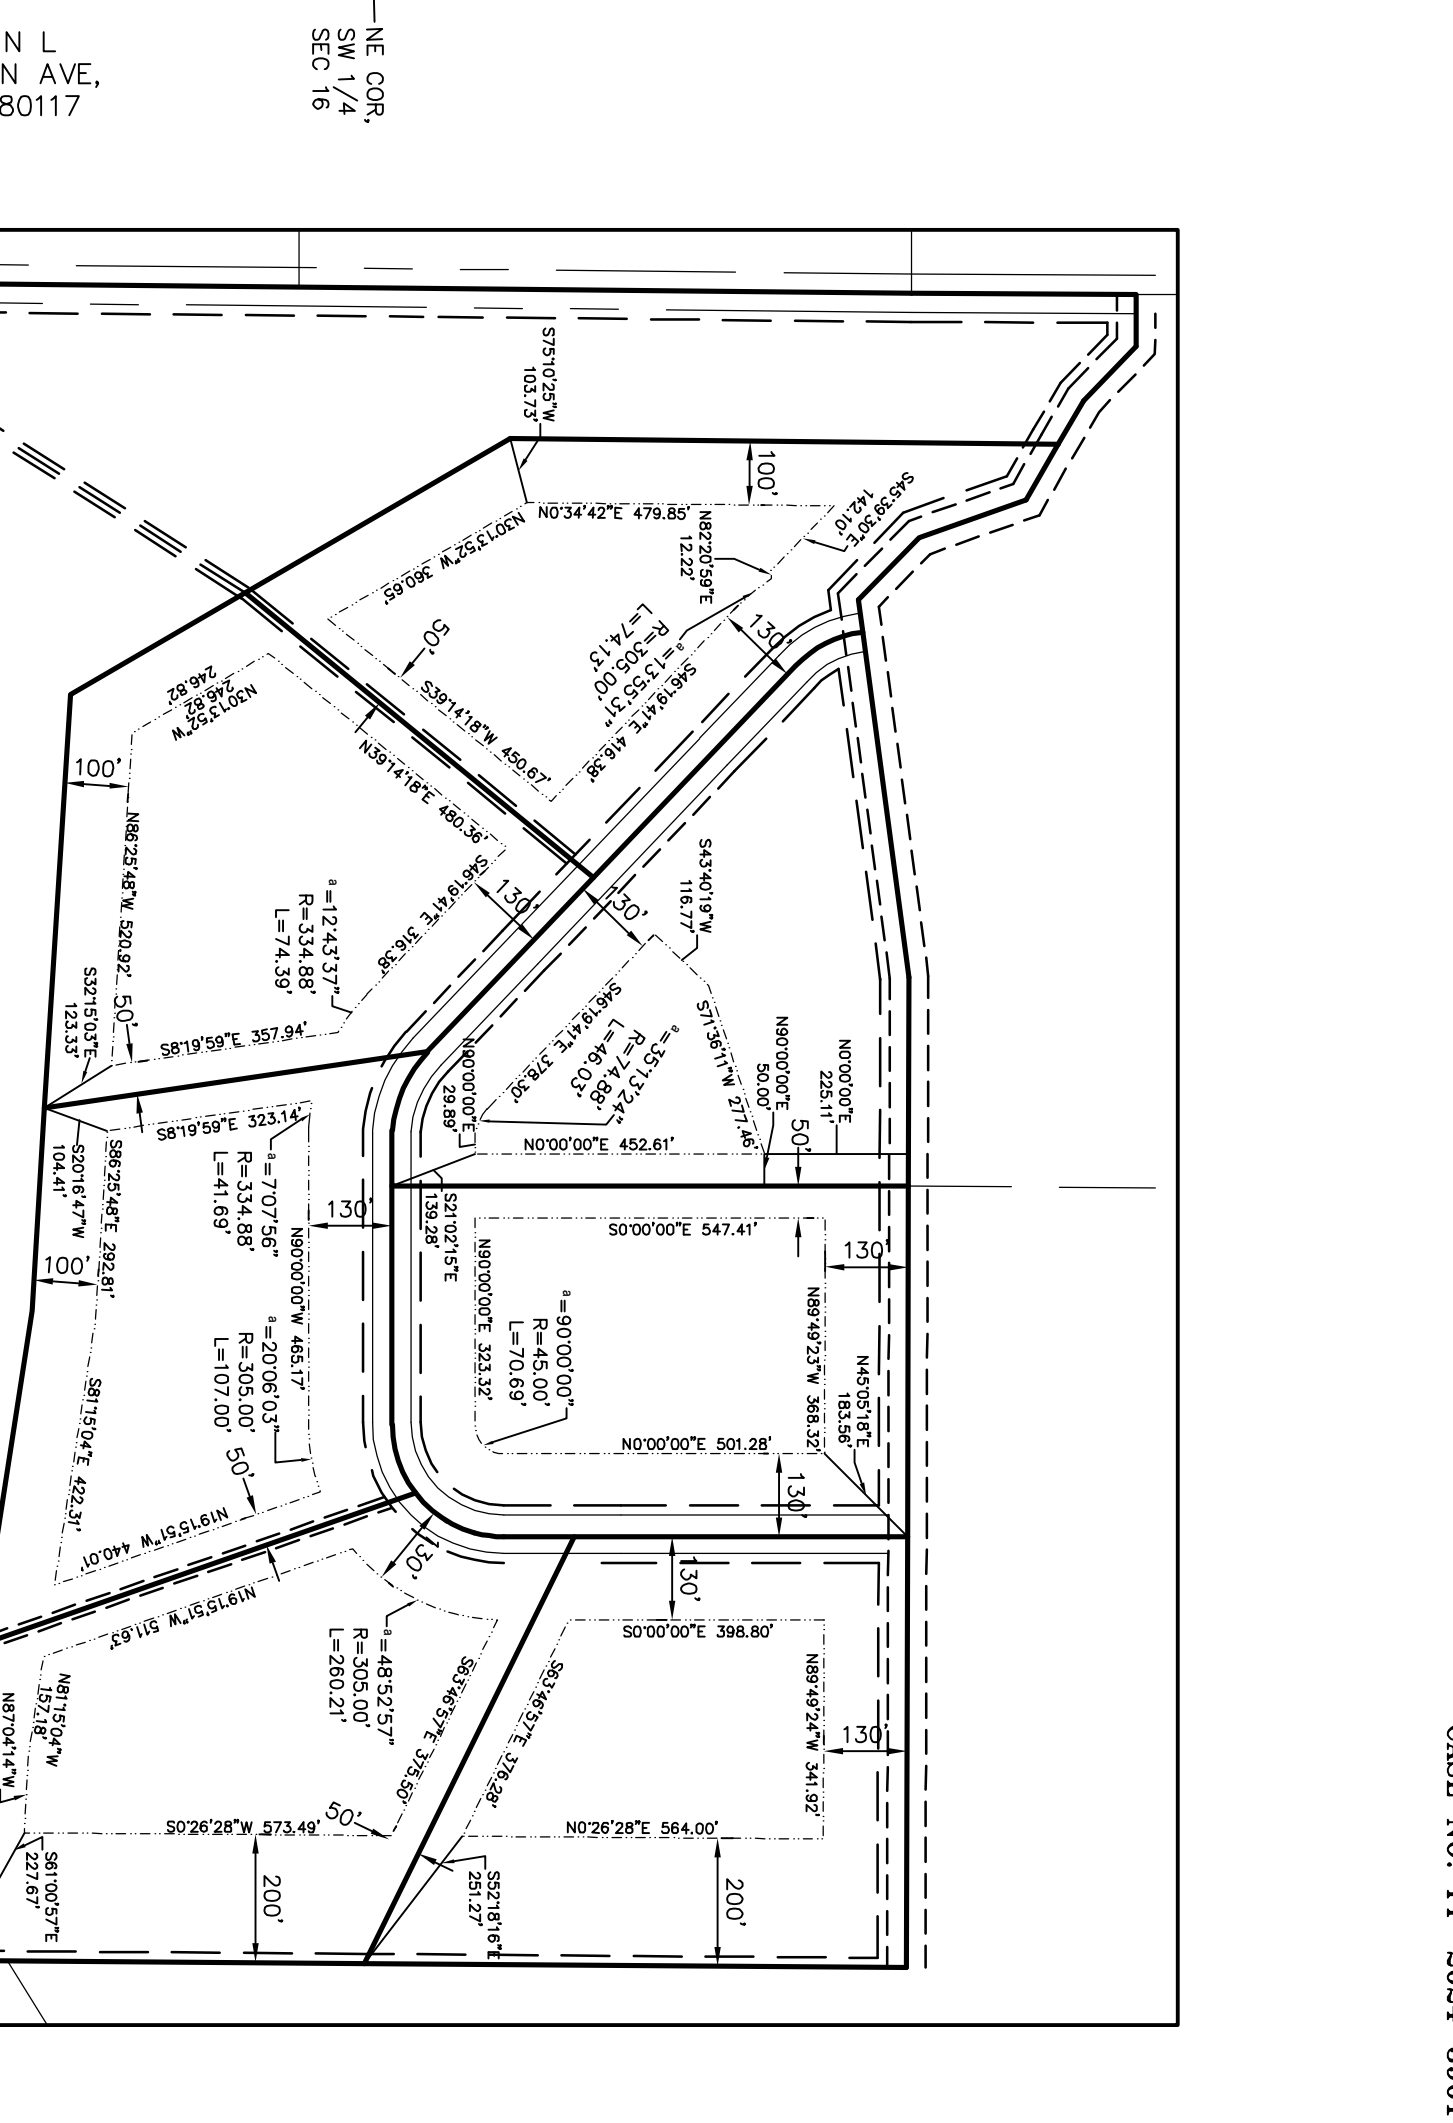 N L
N AVE,
80117
NE COR,
SW 1/4
SEC 16
S75°10'25"W
103.73'
100'
S45°39'30"E
142.10'
N0°34'42"E 479.85'
N82°20'59"E
12.22'
N30°13'52"W 360.65'
130'
a=13°55'31"
R=305.00'
L=74.13'
50'
S46°19'41"E 416.38'
S39°14'18"W 450.67'
N30°13'52"W
246.82'
246.82'
100'
N39°14'18"E 480.36'
N86°25'48"W 520.92'
S46°19'41"E 316.38'
130'
130'
S43°40'19"W
116.77'
a=12°43'37"
R=334.88'
L=74.39'
S32°15'03"E
123.33'
50'
S8°19'59"E 357.94'
S46°19'41"E 378.30'
a=35°13'24"
R=74.88'
L=46.03'
S71°36'11"W 277.46'
N90°00'00"E
50.00'
N0°00'00"E
225.11'
N90°00'00"E
29.89'
S8°19'59"E 323.14'
N0°00'00"E 452.61'
50'
S20°16'47"W
104.41'
S86°25'48"E 292.81'
a=7°07'56"
R=334.88'
L=41.69'
130'
S21°02'15"E
139.28'
S0°00'00"E 547.41'
130'
100'
N90°00'00"W 465.17'
N90°00'00"E 323.32'
a=90°00'00"
R=45.00'
L=70.69'
N89°49'23"W 368.32'
N45°05'18"E
183.56'
a=20°06'03"
R=305.00'
L=107.00'
S81°15'04"E 422.31'
50'
N0°00'00"E 501.28'
130'
N19°15'51"W 440.01'
130'
130'
N19°15'51"W 511.63'
a=48°52'57"
R=305.00'
L=260.21'
S0°00'00"E 398.80'
N81°15'04"W
157.18'
N87°04'14"W
S63°46'57"E 375.50'
S63°46'57"E 376.28'
N89°49'24"W 341.92'
130'
S0°26'28"W 573.49'
50'
N0°26'28"E 564.00'
S61°00'57"E
227.67'
200'
S52°18'16"E
251.27'
200'